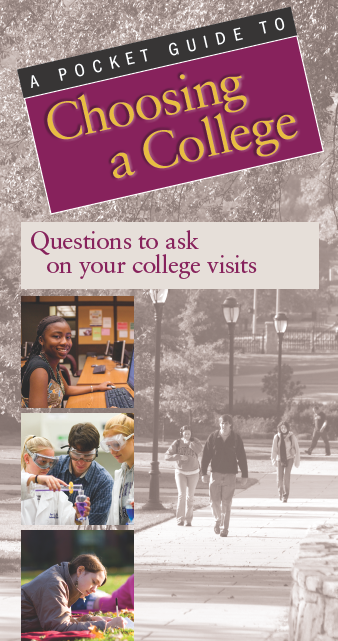 A POCKET GUIDE TO
Choosing
a College
Questions to ask
on your college visits